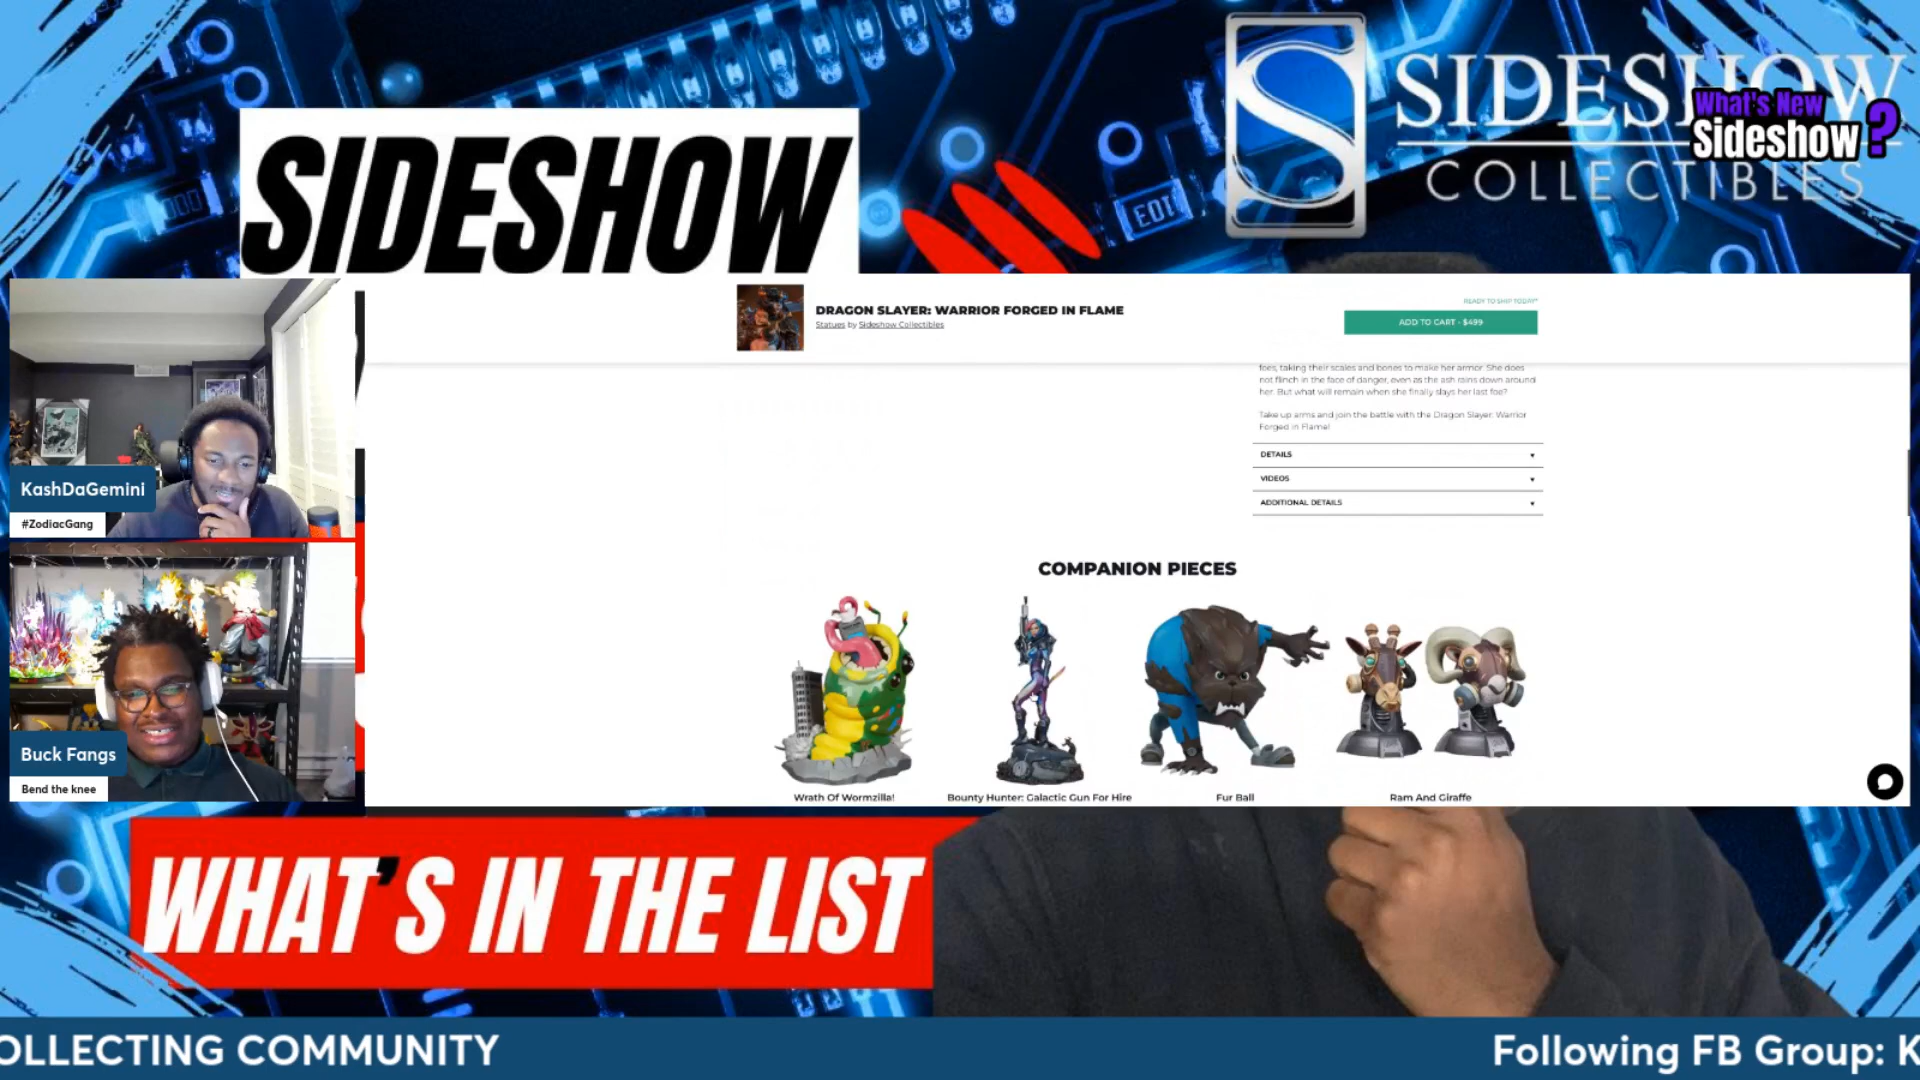 SIDESHOW
COLLECTIBLES
What's New
Sideshow ?
SIDESHOW
E01
KashDaGemini
#ZodiacGang
Buck Fangs
Bend the knee
DRAGON SLAYER: WARRIOR FORGED IN FLAME
Statues by Sideshow Collectibles
READY TO SHIP TODAY*
ADD TO CART - $499
foes, taking their scales and bones to make her armor. She does
not flinch in the face of danger, even as the ash rains down around
her. But what will remain when she finally slays her last foe?
Take up arms and join the battle with the Dragon Slayer: Warrior
Forged in Flame!
DETAILS
VIDEOS
ADDITIONAL DETAILS
COMPANION PIECES
Wrath Of Wormzilla!
Bounty Hunter: Galactic Gun For Hire
Fur Ball
Ram And Giraffe
WHAT'S IN THE LIST
OLLECTING COMMUNITY
Following FB Group: K